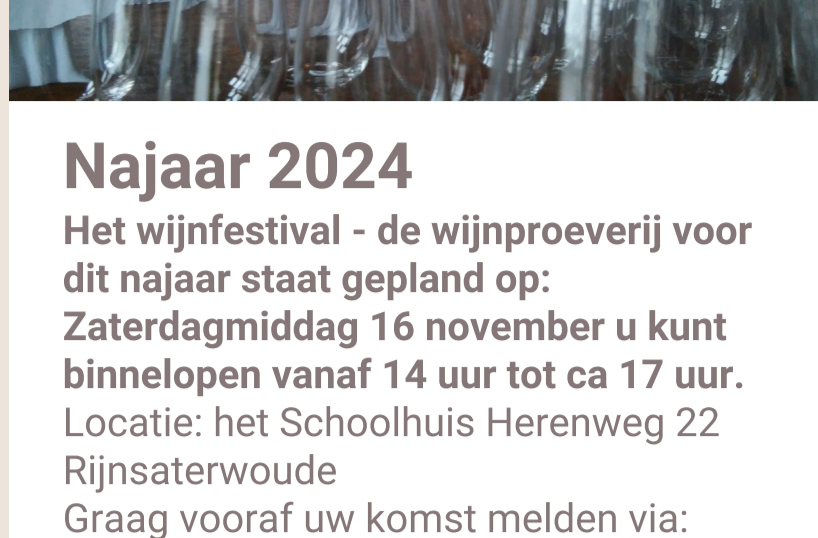 Najaar 2024
Het wijnfestival - de wijnproeverij voor
dit najaar staat gepland op:
Zaterdagmiddag 16 november u kunt
binnelopen vanaf 14 uur tot ca 17 uur.
Locatie: het Schoolhuis Herenweg 22
Rijnsaterwoude
Graag vooraf uw komst melden via: